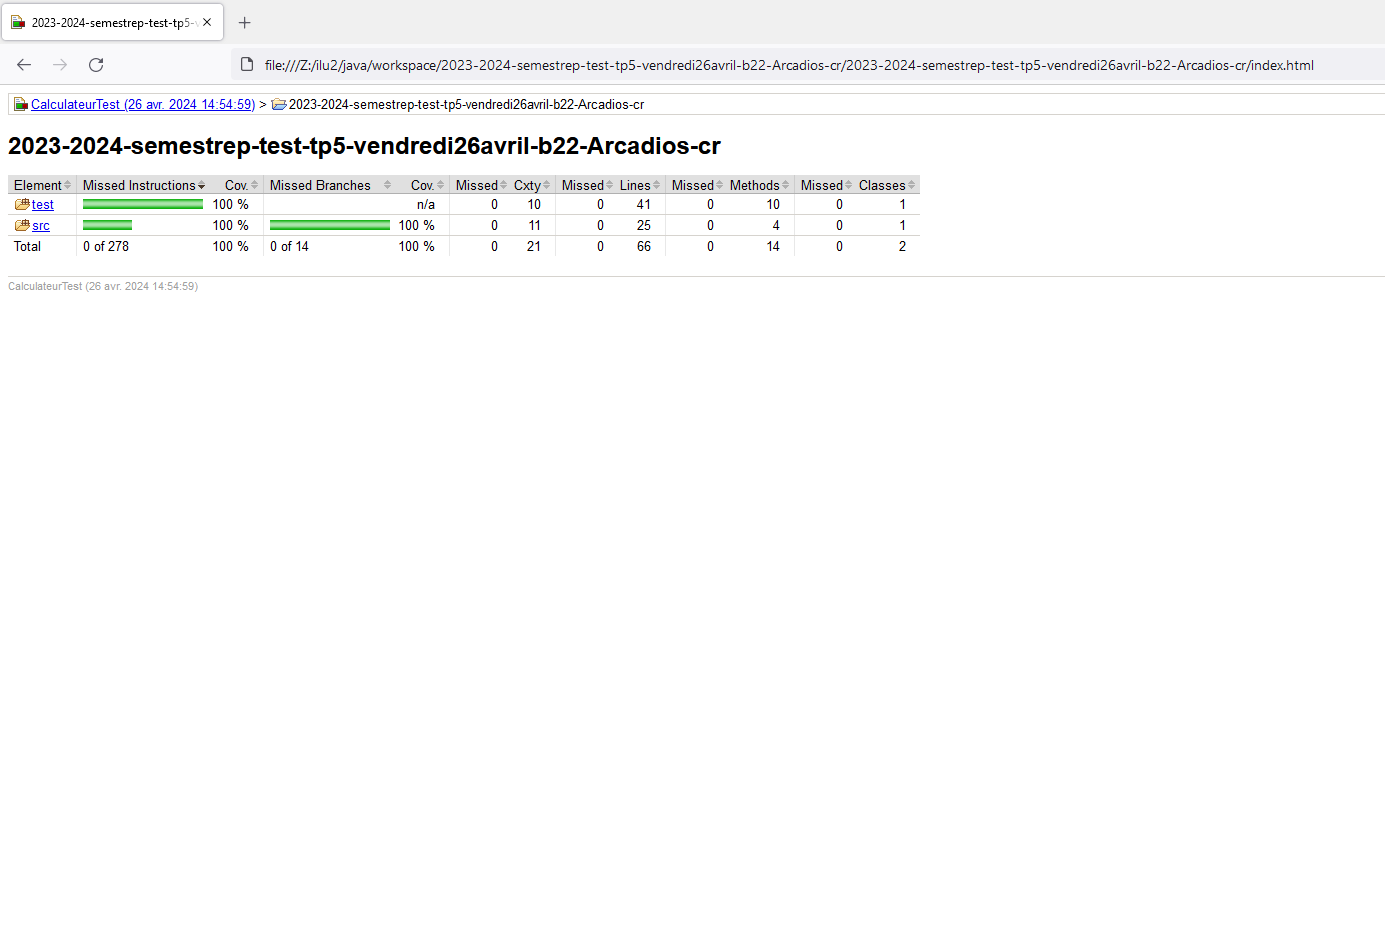 2023-2024-semestrep-test-tp5-
file:///Z:/ilu2/java/workspace/2023-2024-semestrep-test-tp5-vendredi26avril-b22-Arcadios-cr/2023-2024-semestrep-test-tp5-vendredi26avril-b22-Arcadios-cr/index.html
CalculateurTest (26 avr. 2024 14:54:59) > 2023-2024-semestrep-test-tp5-vendredi26avril-b22-Arcadios-cr
2023-2024-semestrep-test-tp5-vendredi26avril-b22-Arcadios-cr
Element Missed Instructions Cov. Missed Branches Cov. Missed Cxty Missed Lines Missed Methods Missed Classes
test 100 % n/a 0 10 0 41 0 10 0 1
src 100 % 100 % 0 11 0 25 0 4 0 1
Total 0 of 278 100 % 0 of 14 100 % 0 21 0 66 0 14 0 2
CalculateurTest (26 avr. 2024 14:54:59)